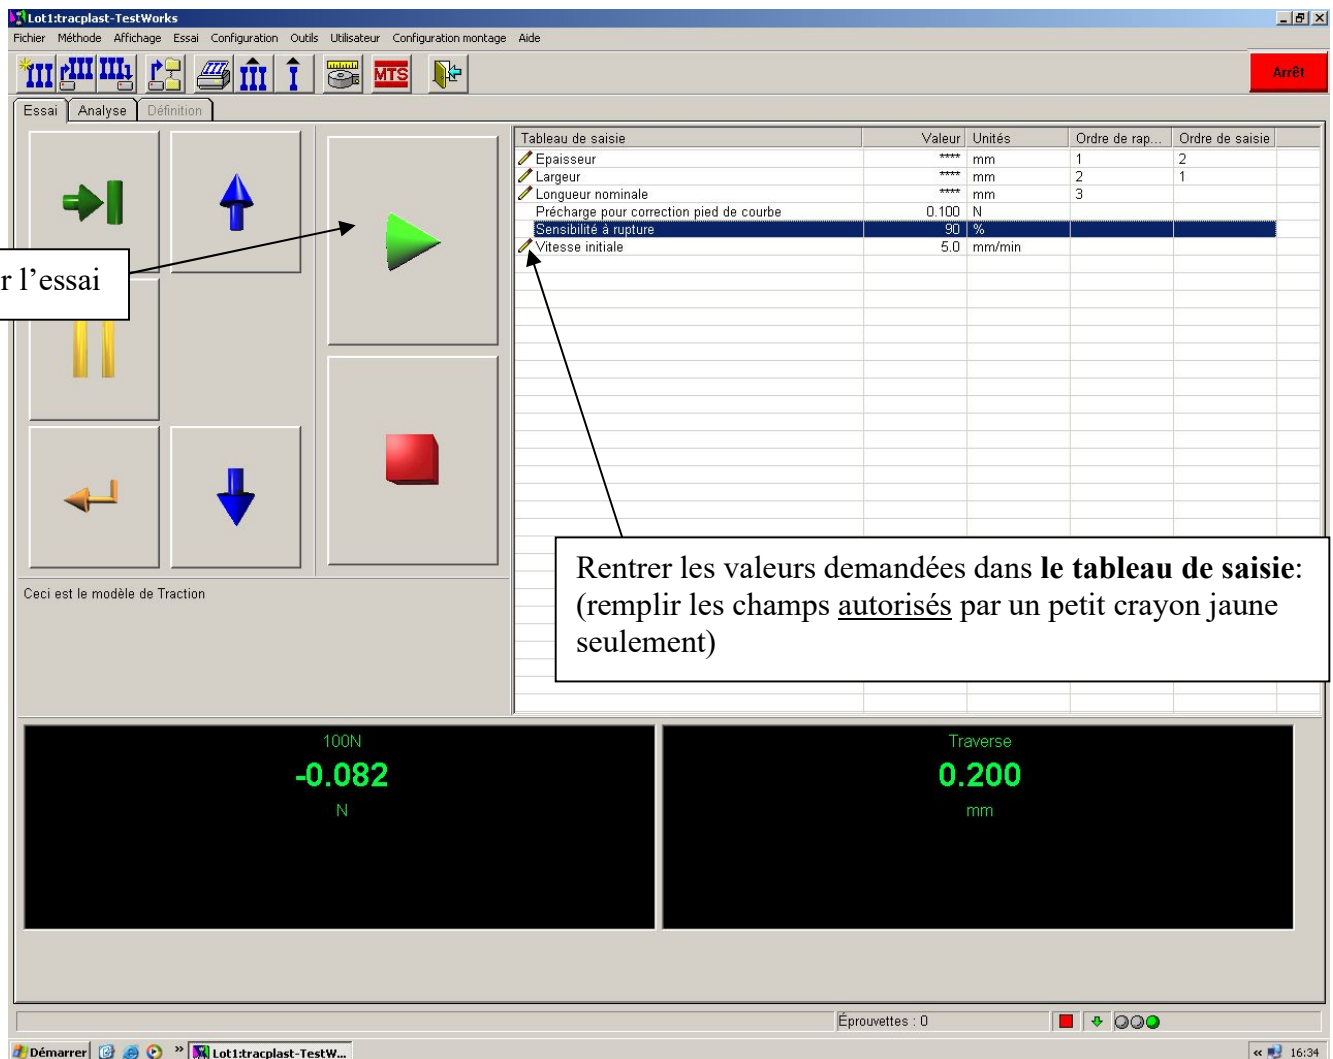 Lot1:tracplast-TestWorks
Fichier Méthode Affichage Essai Configuration Outils Utilisateur Configuration montage Aide
MTS
Arrêt
Essai Analyse Définition
Tableau de saisie Valeur Unités Ordre de rap... Ordre de saisie
Epaisseur **** mm 1 2
Largeur **** mm 2 1
Longueur nominale **** mm 3
Précharge pour correction pied de courbe 0.100 N
Sensibilité à rupture 90 %
Vitesse initiale 5.0 mm/min
r l’essai
Rentrer les valeurs demandées dans le tableau de saisie:
(remplir les champs autorisés par un petit crayon jaune
seulement)
Ceci est le modèle de Traction
100N
-0.082
N
Traverse
0.200
mm
Éprouvettes : 0
Démarrer » Lot1:tracplast-TestW... « 16:34